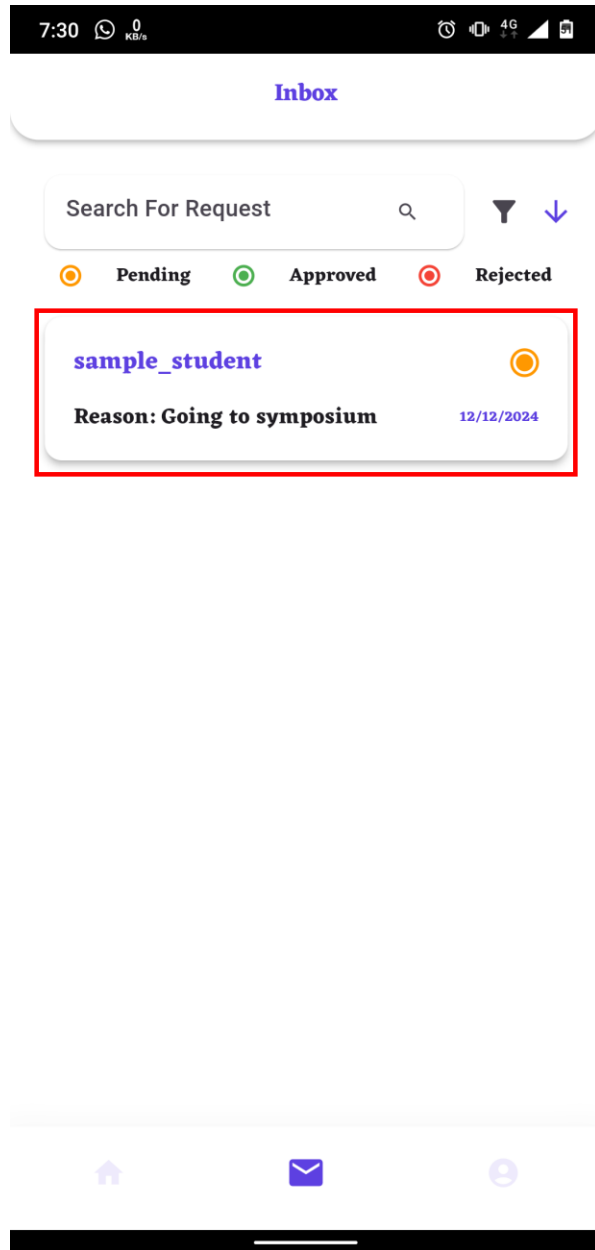 7:30 0 KB/s 4G
Inbox
Search For Request
Pending Approved Rejected
sample_student
Reason: Going to symposium 12/12/2024